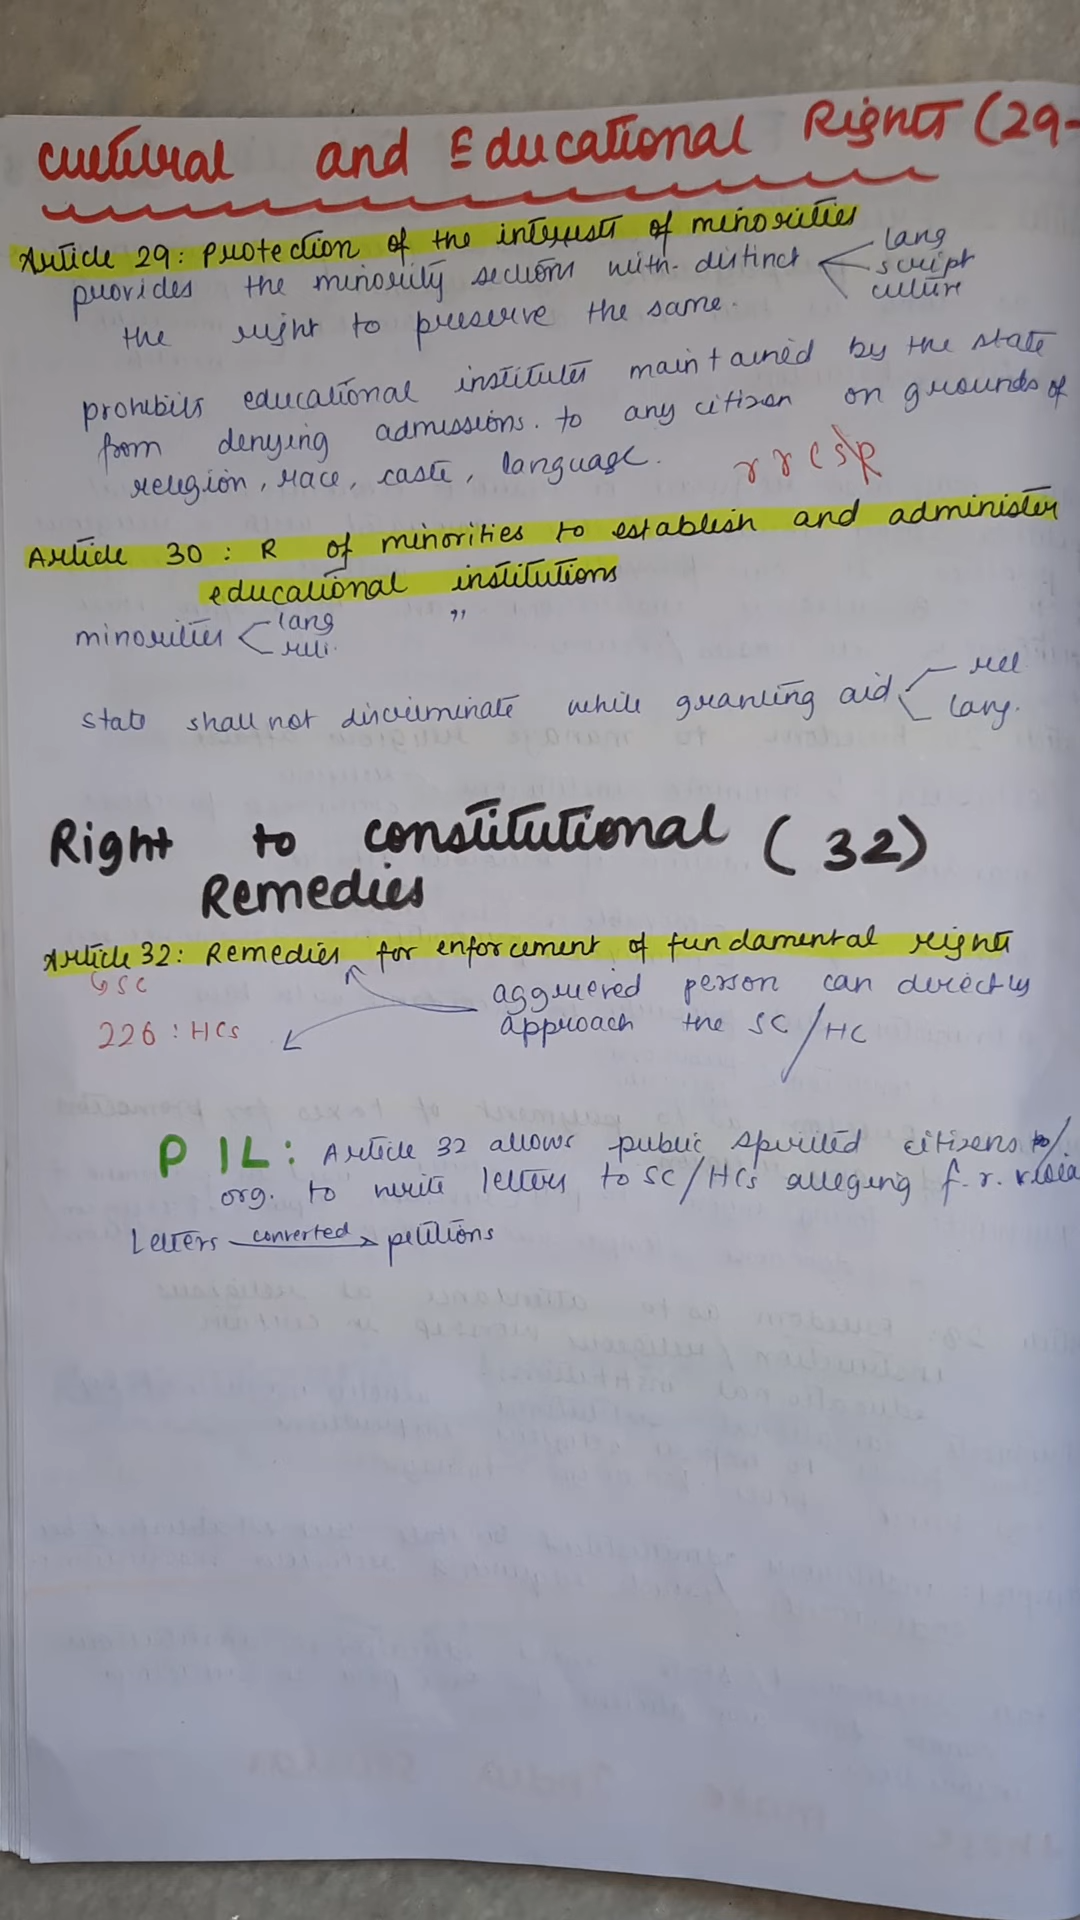 Cultural and Educational Rights (29-
Article 29: Protection of the interests of minorities
provides the minority sections with distinct lang
script
culture
the right to preserve the same.
prohibits educational institutes maintained by the state
from denying admissions. to any citizen on grounds of
religion, race, caste, language. r r c s p
Article 30: R of minorities to establish and administer
educational institutions
minorities lang "
reli.
state shall not discriminate while granting aid rel
lang.
Right to constitutional (32)
Remedies
Article 32: Remedies for enforcement of fundamental rights
SC
aggrieved person can directly
approach the SC/HC
226: HCs
PIL: Article 32 allows public spirited citizens
org. to write letters to SC/HCs alleging f.r. viola
Letters converted petitions